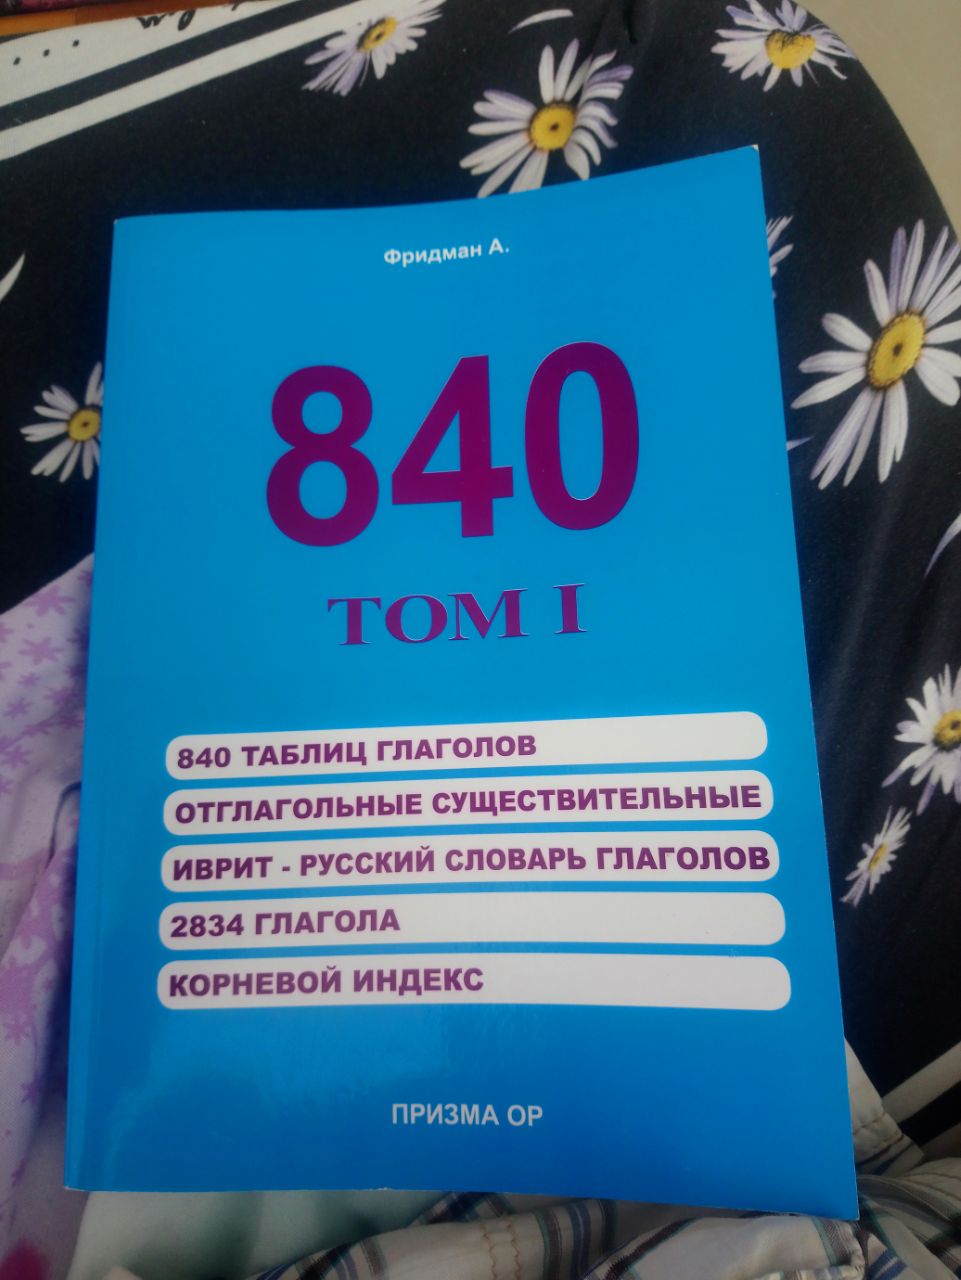 Фридман А.
840
ТОМ I
840 ТАБЛИЦ ГЛАГОЛОВ
ОТГЛАГОЛЬНЫЕ СУЩЕСТВИТЕЛЬНЫЕ
ИВРИТ - РУССКИЙ СЛОВАРЬ ГЛАГОЛОВ
2834 ГЛАГОЛА
КОРНЕВОЙ ИНДЕКС
ПРИЗМА ОР